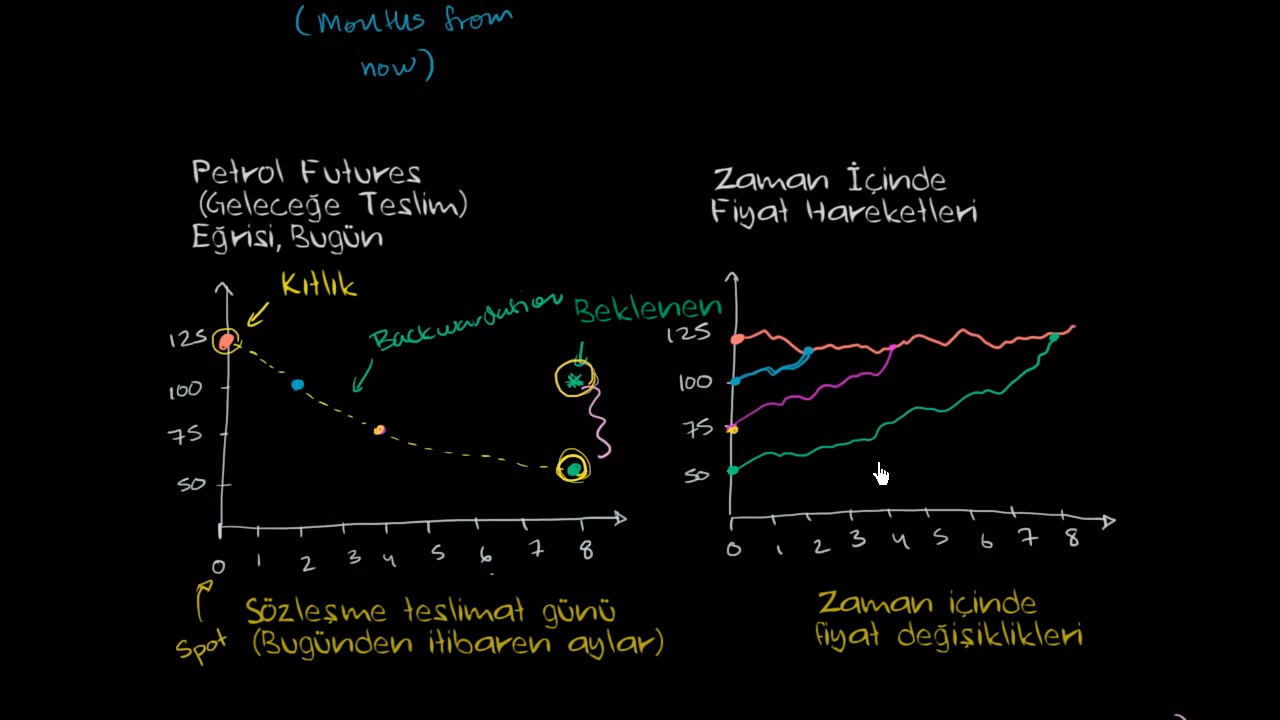 (Months from
now)
Petrol Futures
(Geleceğe Teslim)
Eğrisi, Bugün
Zaman İçinde
Fiyat Hareketleri
Kıtlık
Backwardation
Beklenen
125
100
75
50
0 1 2 3 4 5 6 7 8
Spot
Sözleşme teslimat günü
(Bugünden itibaren aylar)
125
100
75
50
0 1 2 3 4 5 6 7 8
Zaman içinde
fiyat değişiklikleri